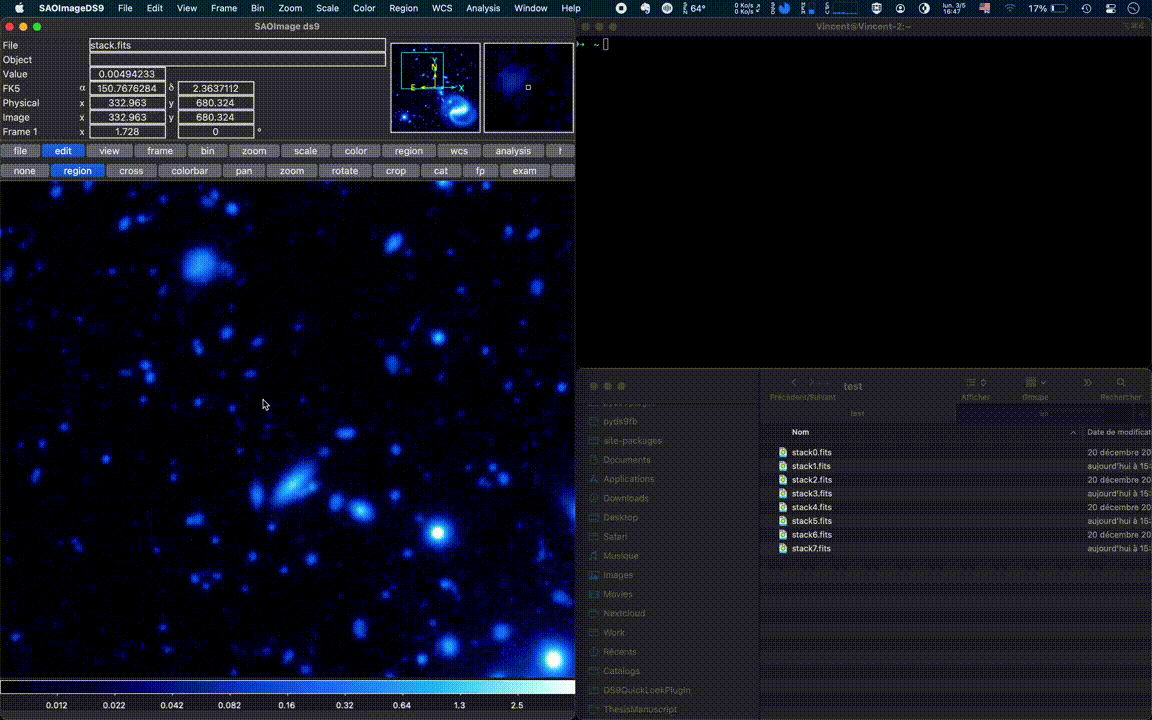 SAOImageDS9 File Edit View Frame Bin Zoom Scale Color Region WCS Analysis Window Help 64° 0 Ko/s 0 Ko/s 17% lun. 3/5 16:47
SAOImage ds9
File stack.fits
Object
Value 0.00494233
FK5 α 150.7676284 δ 2.3637112
Physical x 332.963 y 680.324
Image x 332.963 y 680.324
Frame 1 x 1.728 0 °
N
Y
E X
file edit view frame bin zoom scale color region wcs analysis
none region cross colorbar pan zoom rotate crop cat fp exam
0.012 0.022 0.042 0.082 0.16 0.32 0.64 1.3 2.5
Vincent@Vincent-2:~
~
test
Précédent/Suivant Afficher Groupe Rechercher
test
pyds9fb
site-packages
Documents
Applications
Downloads
Desktop
Safari
Musique
Images
Movies
Nextcloud
Work
Récents
Catalogs
DS9QuickLookPlugin
ThesisManuscript
Nom Date de modificat
stack0.fits 20 décembre 20
stack1.fits aujourd'hui à 15:
stack2.fits 20 décembre 20
stack3.fits aujourd'hui à 15:
stack4.fits 20 décembre 20
stack5.fits aujourd'hui à 15:
stack6.fits 20 décembre 20
stack7.fits aujourd'hui à 15: